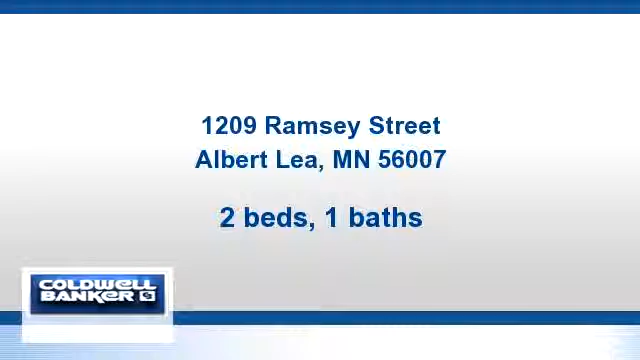 1209 Ramsey Street
Albert Lea, MN 56007
2 beds, 1 baths
COLDWELL
BANKER